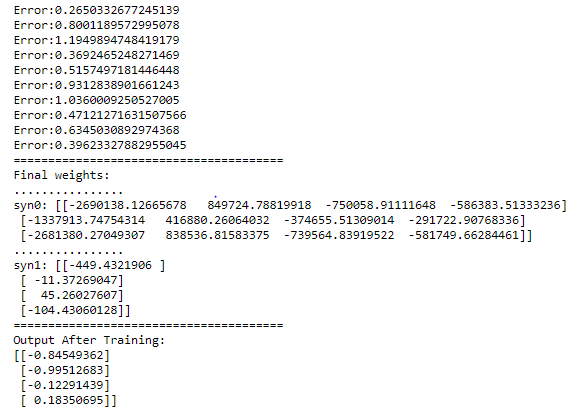 Error:0.2650332677245139
Error:0.8001189572995078
Error:1.1949894748419179
Error:0.3692465248271469
Error:0.5157497181446448
Error:0.9312838901661243
Error:1.0360009250527005
Error:0.47121271631507566
Error:0.6345030892974368
Error:0.39623327882955045
=======================================
Final weights:
................
syn0: [[-2690138.12665678   849724.78819918  -750058.91111648  -586383.51333236]
 [-1337913.74754314   416880.26064032  -374655.51309014  -291722.90768336]
 [-2681380.27049307   838536.81583375  -739564.83919522  -581749.66284461]]
................
syn1: [[-449.4321906 ]
 [ -11.37269047]
 [  45.26027607]
 [-104.43060128]]
=======================================
Output After Training:
[[-0.84549362]
 [-0.99512683]
 [-0.12291439]
 [ 0.18350695]]